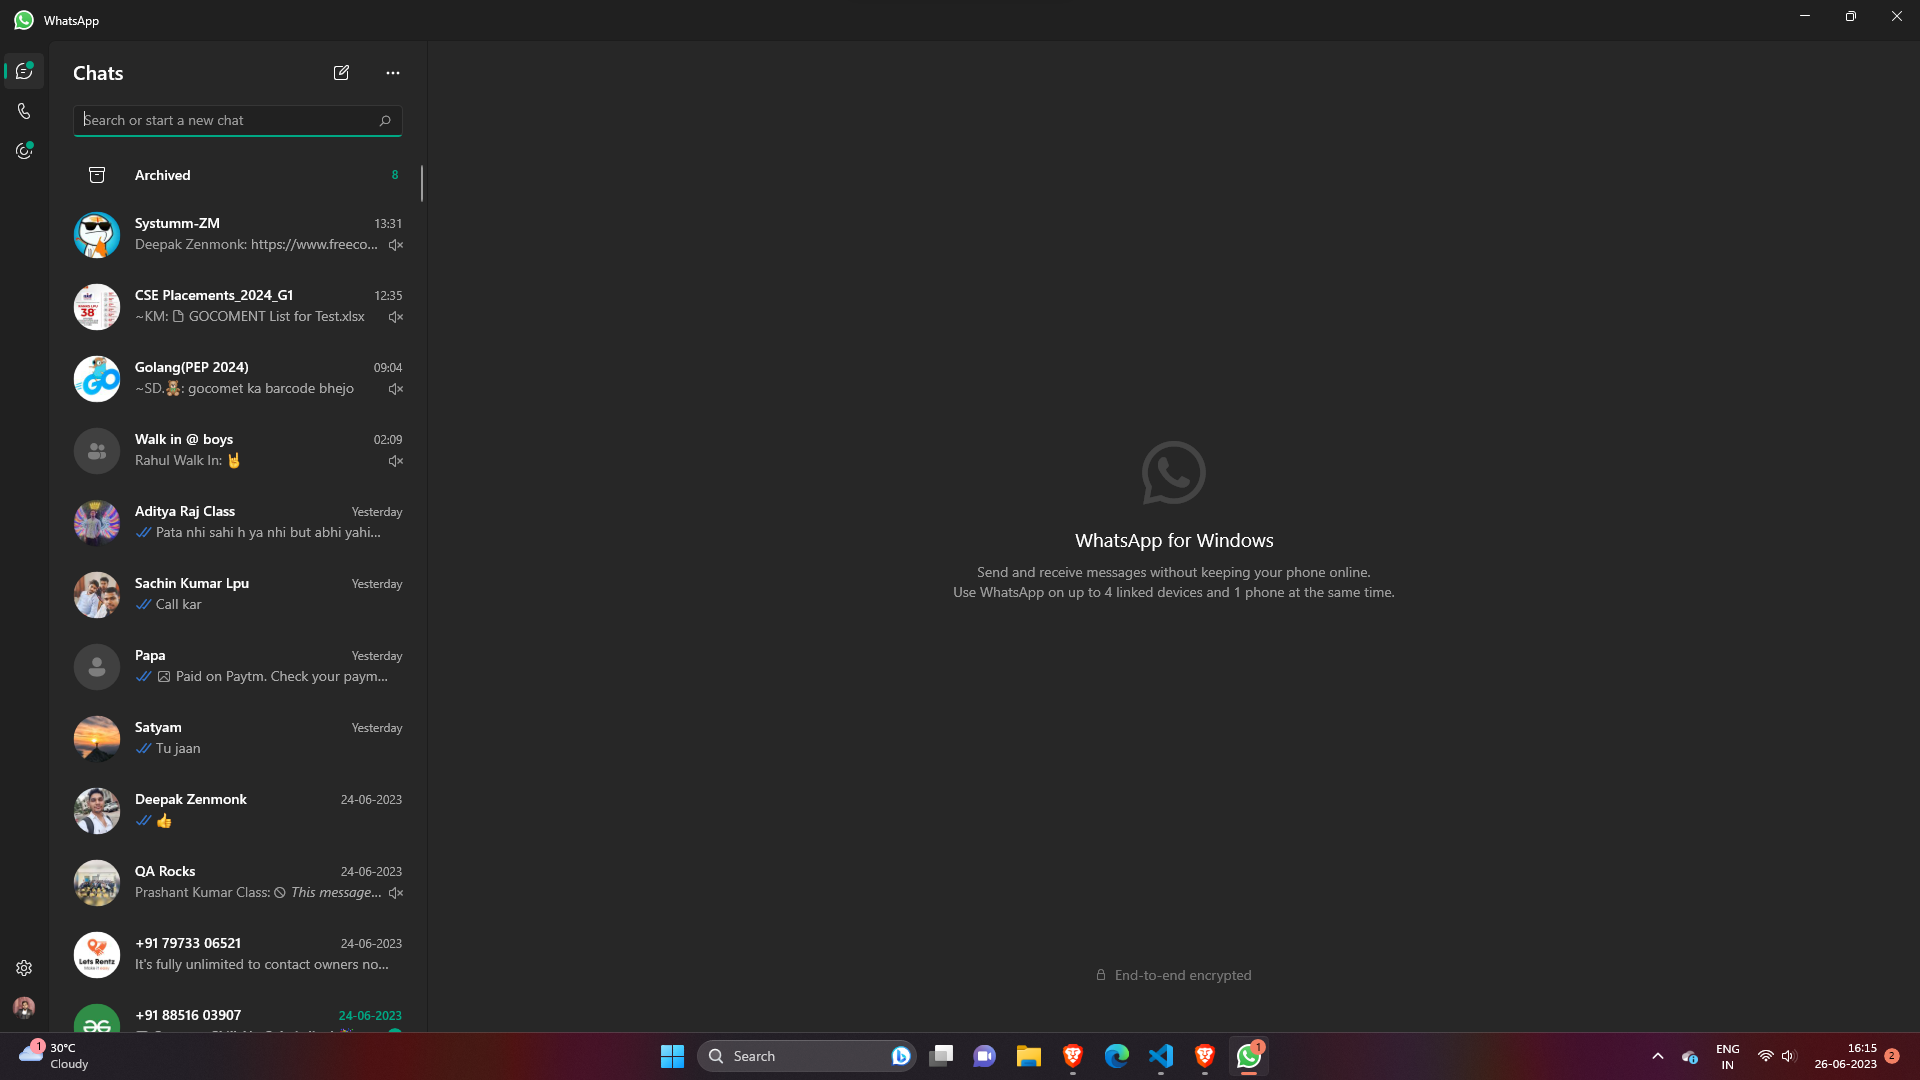 WhatsApp
Chats
Search or start a new chat
Archived 8
Systumm-ZM 13:31
Deepak Zenmonk: https://www.freeco...
CSE Placements_2024_G1 12:35
~KM: GOCOMENT List for Test.xlsx
Golang(PEP 2024) 09:04
~SD.🧸: gocomet ka barcode bhejo
Walk in @ boys 02:09
Rahul Walk In: 🤘
Aditya Raj Class Yesterday
Pata nhi sahi h ya nhi but abhi yahi...
Sachin Kumar Lpu Yesterday
Call kar
Papa Yesterday
Paid on Paytm. Check your paym...
Satyam Yesterday
Tu jaan
Deepak Zenmonk 24-06-2023
👍
QA Rocks 24-06-2023
Prashant Kumar Class: This message...
+91 79733 06521 24-06-2023
It's fully unlimited to contact owners no...
+91 88516 03907 24-06-2023
GO
38
Lets Rentz
WhatsApp for Windows
Send and receive messages without keeping your phone online.
Use WhatsApp on up to 4 linked devices and 1 phone at the same time.
End-to-end encrypted
1
30°C
Cloudy
Search
1
ENG
IN
16:15
26-06-2023
2